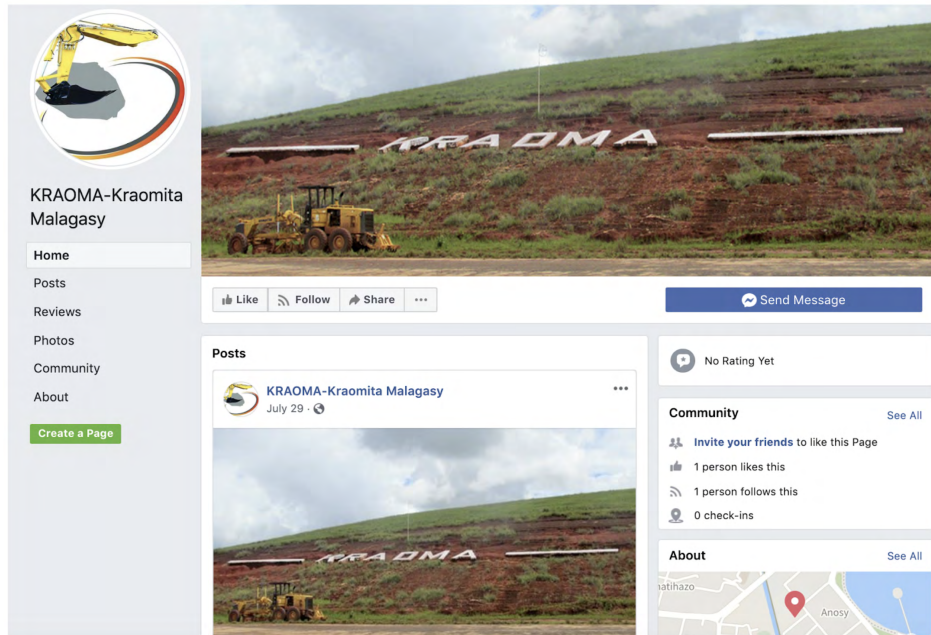 KRAOMA
KRAOMA-Kraomita
Malagasy
Home
Posts
Reviews
Photos
Community
About
Create a Page
Like
Follow
Share
Send Message
Posts
KRAOMA-Kraomita Malagasy
July 29
KRAOMA
No Rating Yet
Community
See All
Invite your friends to like this Page
1 person likes this
1 person follows this
0 check-ins
About
See All
atihazo
Anosy